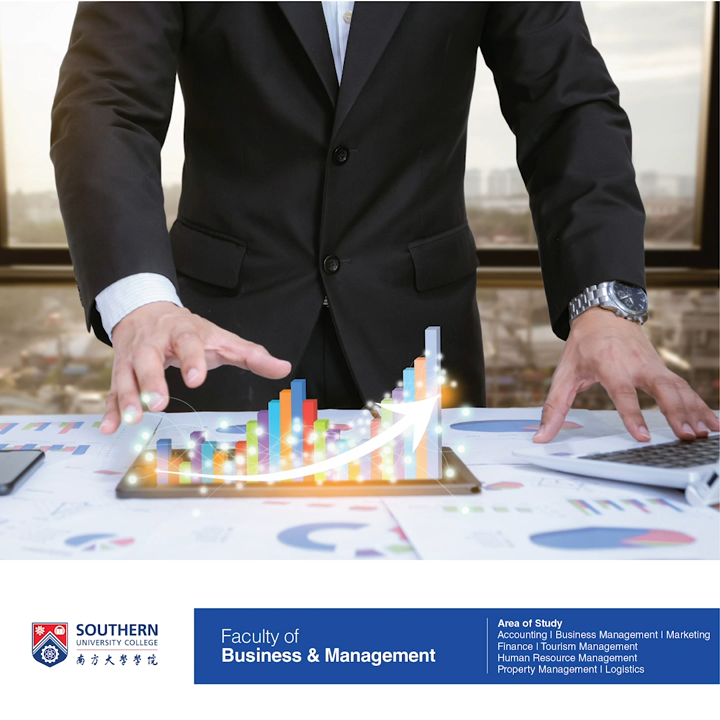 SOUTHERN
UNIVERSITY COLLEGE
南方大學學院
Faculty of
Business & Management
Area of Study
Accounting | Business Management | Marketing
Finance | Tourism Management
Human Resource Management
Property Management | Logistics